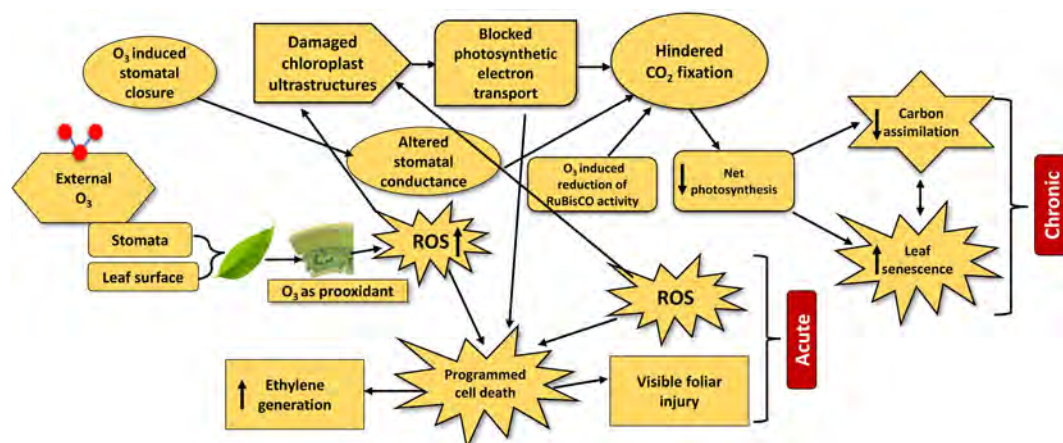 O₃ induced
stomatal
closure
Damaged
chloroplast
ultrastructures
Blocked
photosynthetic
electron
transport
Hindered
CO₂ fixation
Carbon
assimilation
Altered
stomatal
conductance
O₃ induced
reduction of
RuBisCO activity
Net
photosynthesis
External
O₃
Stomata
Leaf surface
O₃ as prooxidant
ROS
Leaf
senescence
Chronic
ROS
Acute
Ethylene
generation
Programmed
cell death
Visible foliar
injury